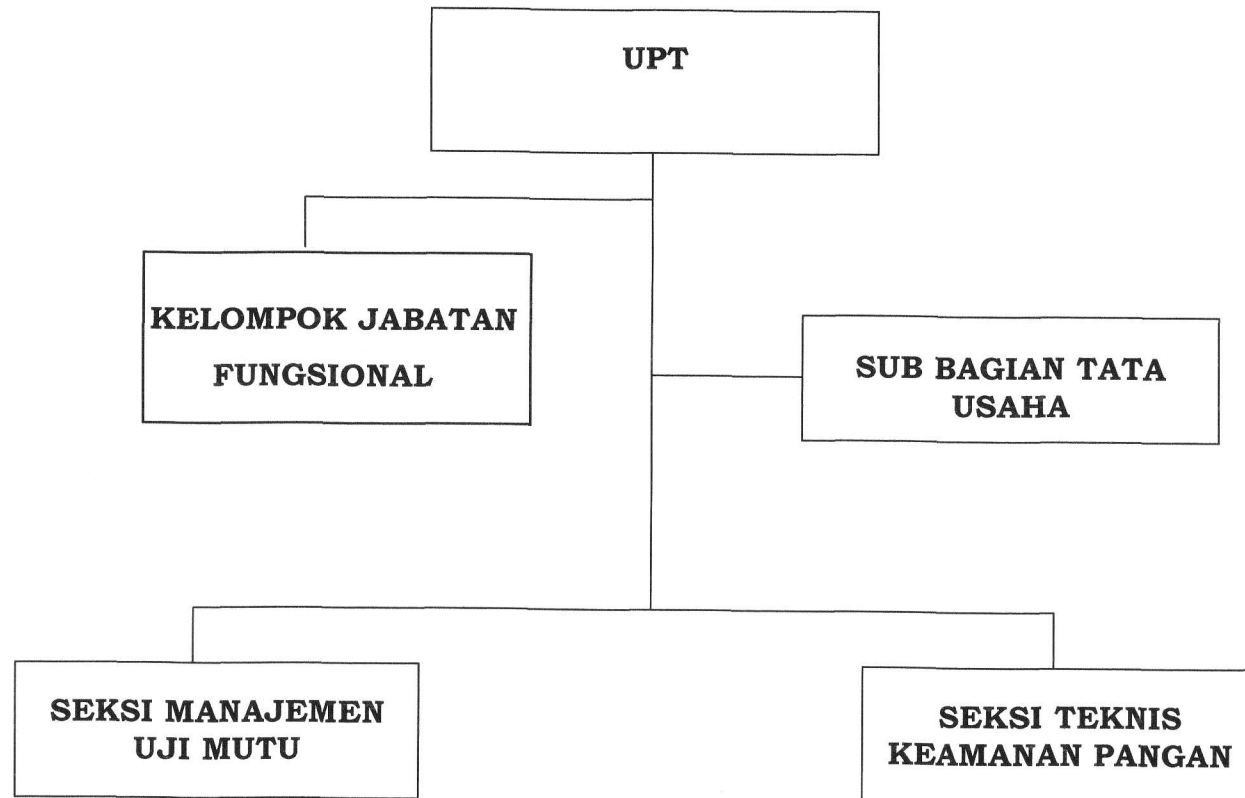 UPT
KELOMPOK JABATAN
FUNGSIONAL
SUB BAGIAN TATA
USAHA
SEKSI MANAJEMEN
UJI MUTU
SEKSI TEKNIS
KEAMANAN PANGAN